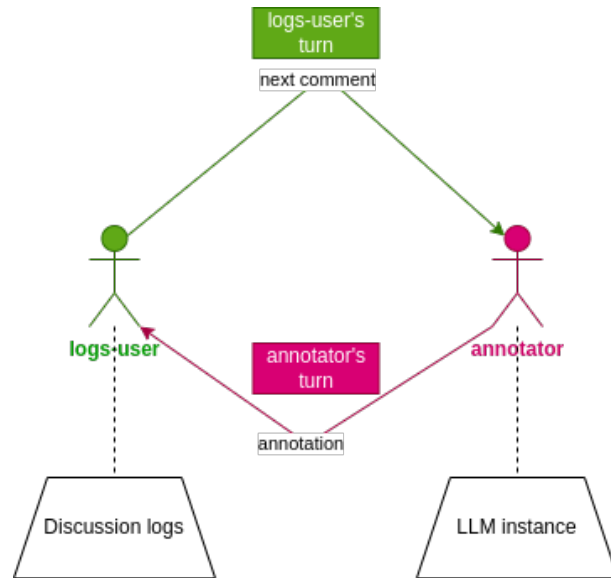 logs-user's
turn
next comment
logs-user
annotator
annotator's
turn
annotation
Discussion logs
LLM instance